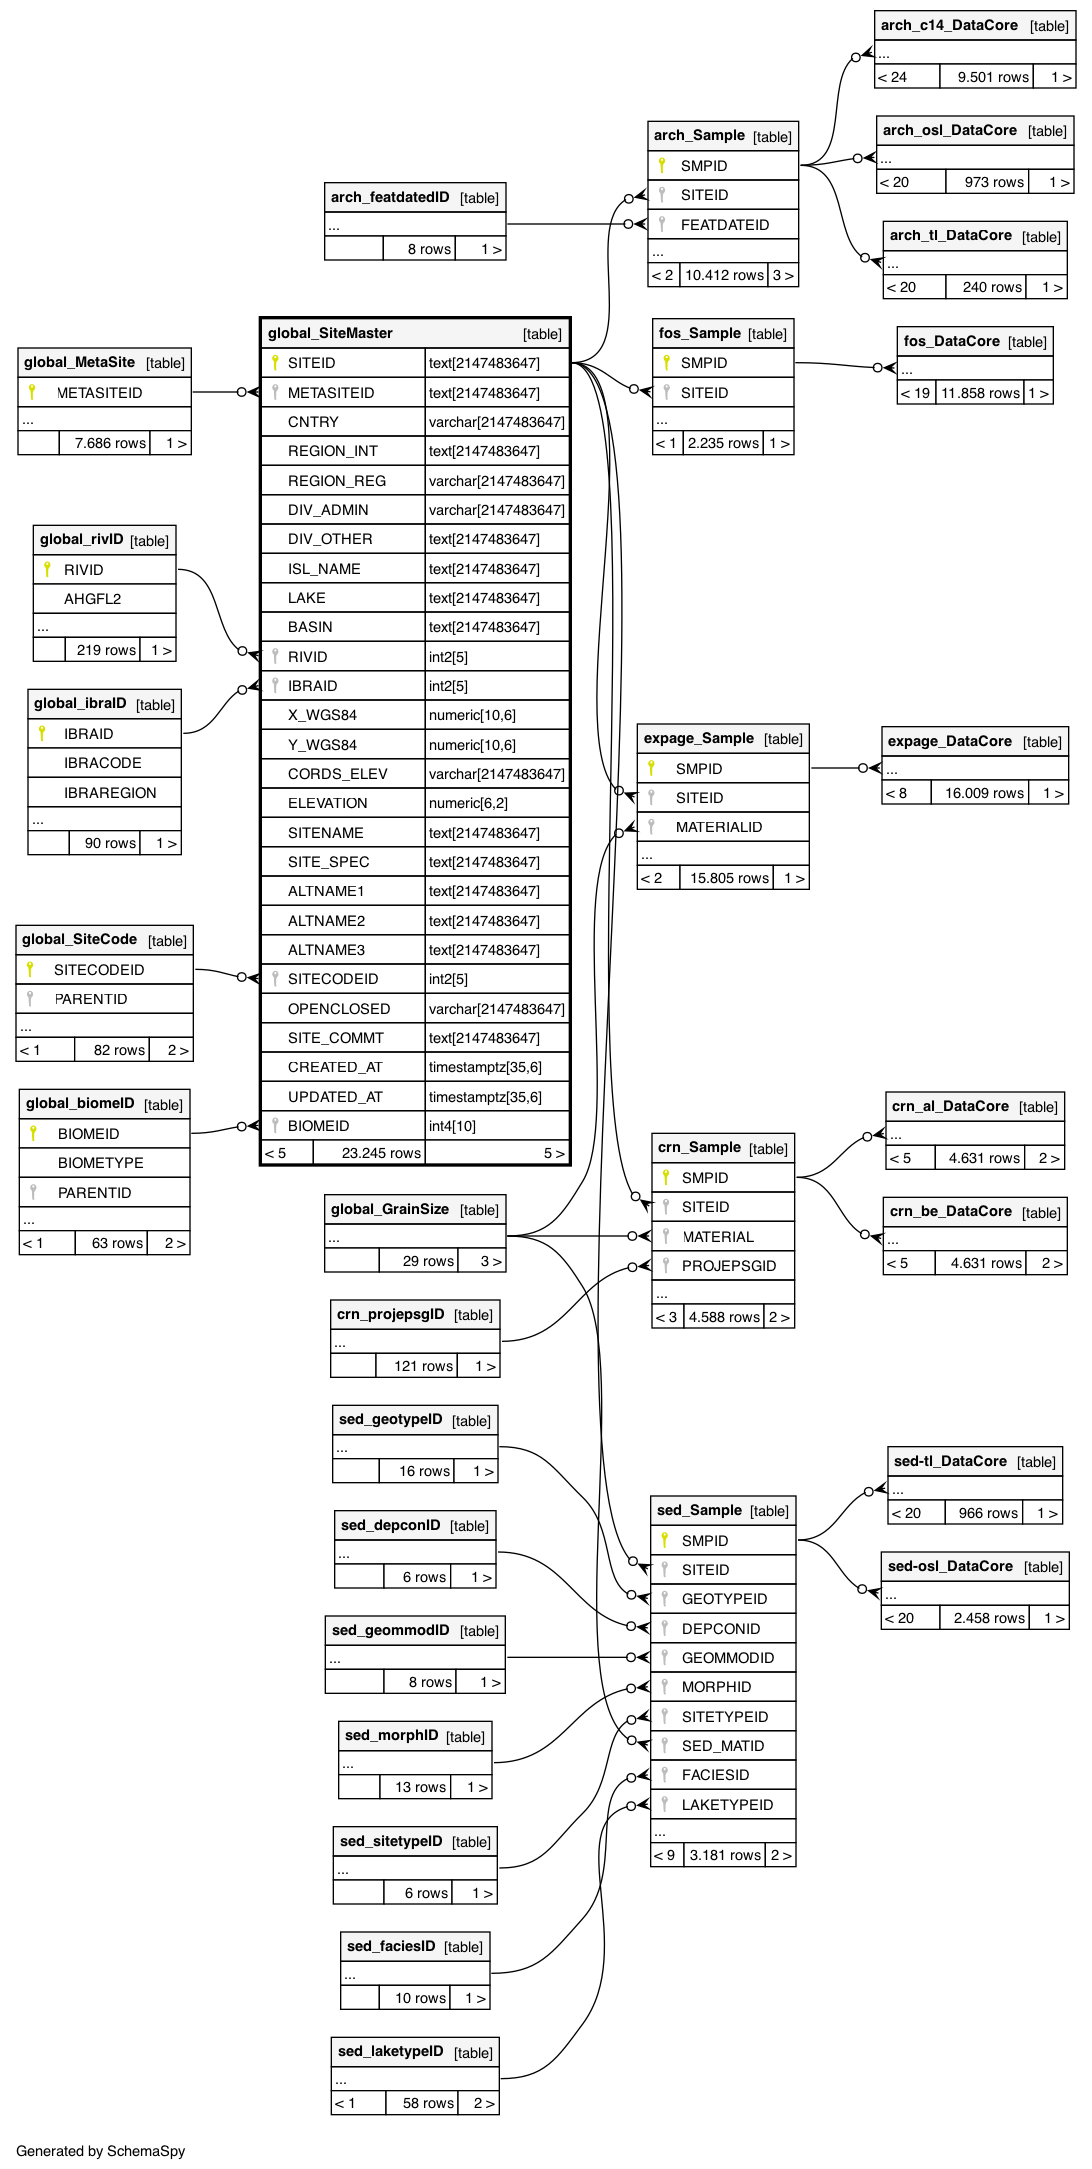 arch_c14_DataCore [table]
...
< 24 9.501 rows 1 >
arch_osl_DataCore [table]
...
< 20 973 rows 1 >
arch_tl_DataCore [table]
...
< 20 240 rows 1 >
arch_Sample [table]
SMPID
SITEID
FEATDATEID
...
< 2 10.412 rows 3 >
arch_featdatedID [table]
...
8 rows 1 >
global_SiteMaster [table]
SITEID text[2147483647]
METASITEID text[2147483647]
CNTRY varchar[2147483647]
REGION_INT text[2147483647]
REGION_REG varchar[2147483647]
DIV_ADMIN varchar[2147483647]
DIV_OTHER text[2147483647]
ISL_NAME text[2147483647]
LAKE text[2147483647]
BASIN text[2147483647]
RIVID int2[5]
IBRAID int2[5]
X_WGS84 numeric[10,6]
Y_WGS84 numeric[10,6]
CORDS_ELEV varchar[2147483647]
ELEVATION numeric[6,2]
SITENAME text[2147483647]
SITE_SPEC text[2147483647]
ALTNAME1 text[2147483647]
ALTNAME2 text[2147483647]
ALTNAME3 text[2147483647]
SITECODEID int2[5]
OPENCLOSED varchar[2147483647]
SITE_COMMT text[2147483647]
CREATED_AT timestamptz[35,6]
UPDATED_AT timestamptz[35,6]
BIOMEID int4[10]
< 5 23.245 rows 5 >
global_MetaSite [table]
METASITEID
...
7.686 rows 1 >
global_rivID [table]
RIVID
AHGFL2
...
219 rows 1 >
global_ibraID [table]
IBRAID
IBRACODE
IBRAREGION
...
90 rows 1 >
global_SiteCode [table]
SITECODEID
PARENTID
...
< 1 82 rows 2 >
global_biomeID [table]
BIOMEID
BIOMETYPE
PARENTID
...
< 1 63 rows 2 >
fos_Sample [table]
SMPID
SITEID
...
< 1 2.235 rows 1 >
fos_DataCore [table]
...
< 19 11.858 rows 1 >
expage_Sample [table]
SMPID
SITEID
MATERIALID
...
< 2 15.805 rows 1 >
expage_DataCore [table]
...
< 8 16.009 rows 1 >
crn_Sample [table]
SMPID
SITEID
MATERIAL
PROJEPSGID
...
< 3 4.588 rows 2 >
crn_al_DataCore [table]
...
< 5 4.631 rows 2 >
crn_be_DataCore [table]
...
< 5 4.631 rows 2 >
global_GrainSize [table]
...
29 rows 3 >
crn_projepsgID [table]
...
121 rows 1 >
sed_geotypeID [table]
...
16 rows 1 >
sed_depconID [table]
...
6 rows 1 >
sed_geommodID [table]
...
8 rows 1 >
sed_morphID [table]
...
13 rows 1 >
sed_sitetypeID [table]
...
6 rows 1 >
sed_faciesID [table]
...
10 rows 1 >
sed_laketypeID [table]
...
< 1 58 rows 2 >
sed_Sample [table]
SMPID
SITEID
GEOTYPEID
DEPCONID
GEOMMODID
MORPHID
SITETYPEID
SED_MATID
FACIESID
LAKETYPEID
...
< 9 3.181 rows 2 >
sed-tl_DataCore [table]
...
< 20 966 rows 1 >
sed-osl_DataCore [table]
...
< 20 2.458 rows 1 >
Generated by SchemaSpy